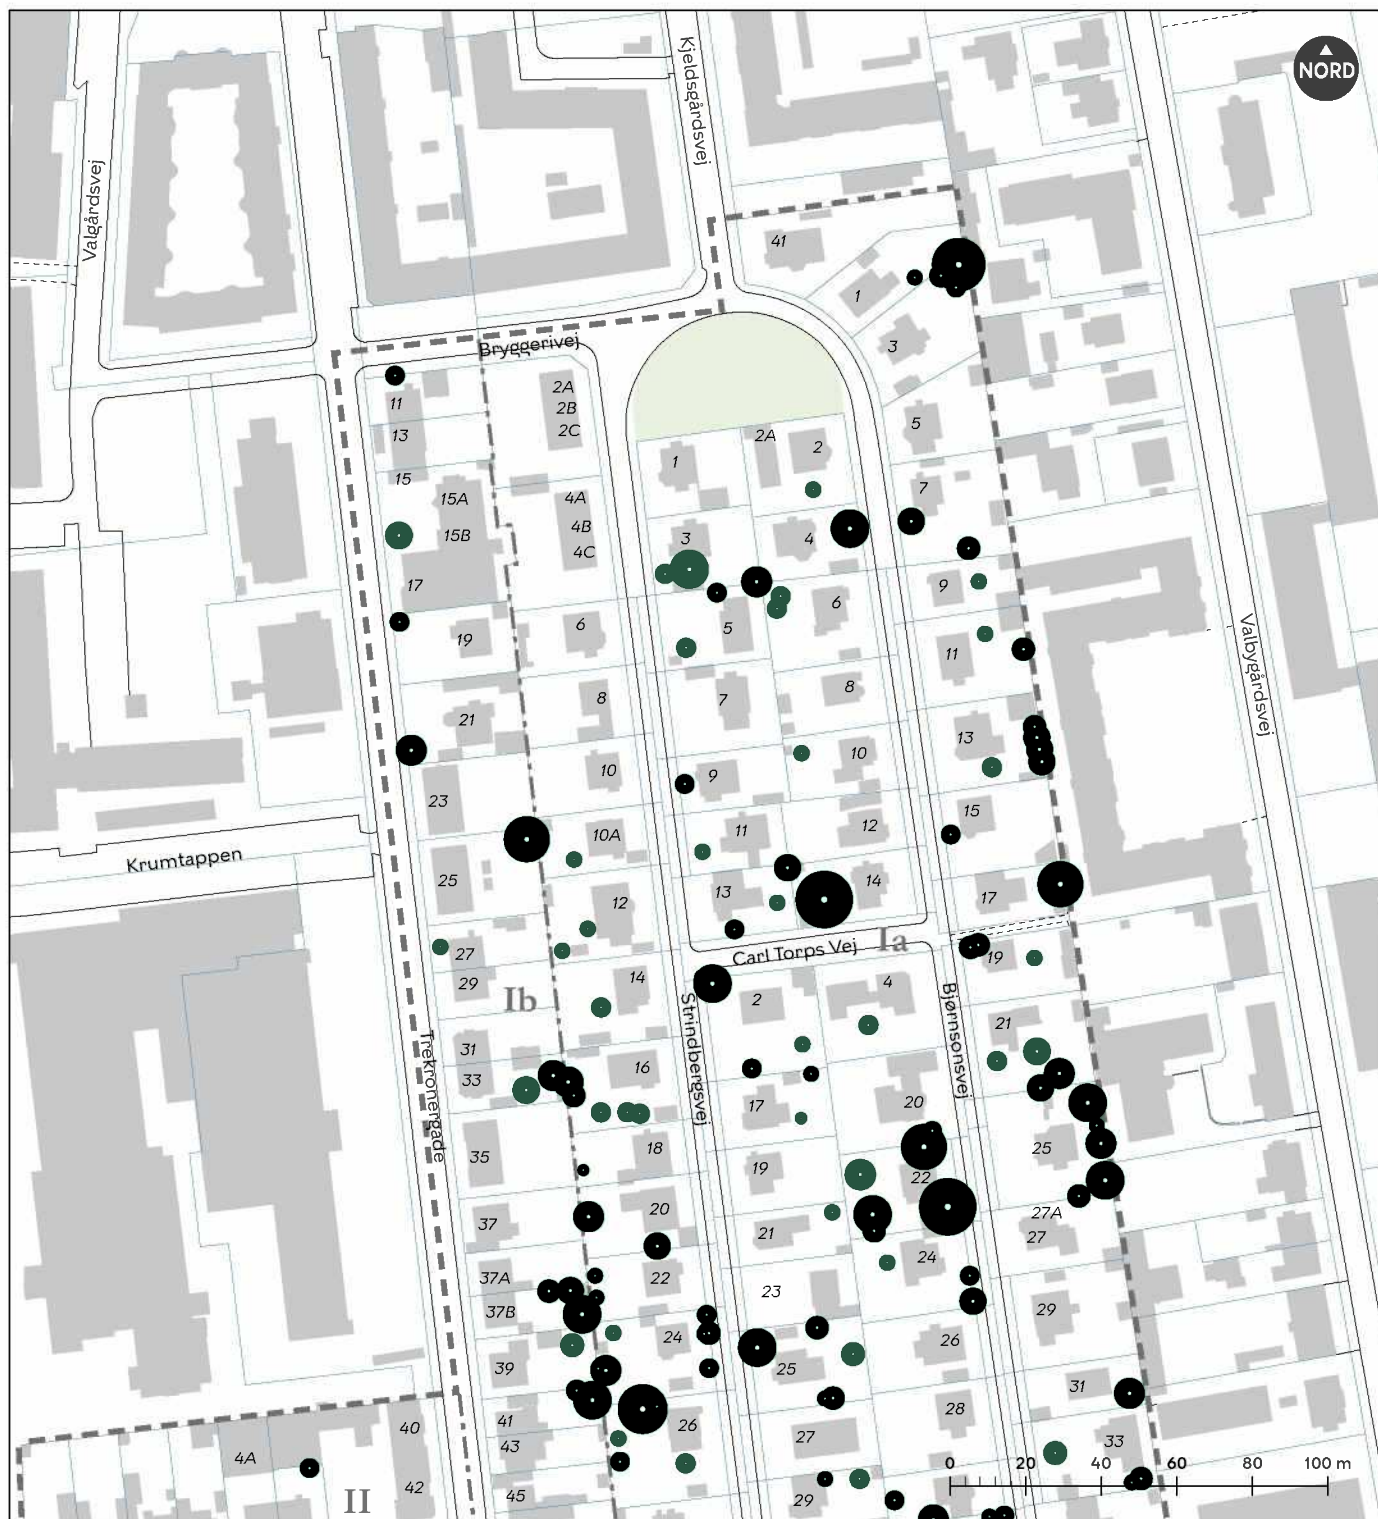 NORD
Kjeldsgårdsvej
Valgårdsvej
41
1
3
Bryggerivej
2A
2B
2C
11
13
15
15A
15B
17
4A
4B
4C
1
2A
2
5
7
3
4
9
6
5
19
6
11
Valbygårdsvej
21
8
7
8
13
23
10
9
10
15
Krumtappen
10A
11
12
25
12
13
14
17
27
29
14
Carl Torps Vej
Ia
19
Ib
2
4
Bjørnsonsvej
21
Strindbergsvej
Trekronergade
31
33
16
17
20
25
35
18
19
22
37
20
21
27A
27
37A
37B
22
23
24
29
39
24
25
26
31
41
43
26
27
28
33
40
4A
42
II
45
29
0 20 40 60 80 100 m